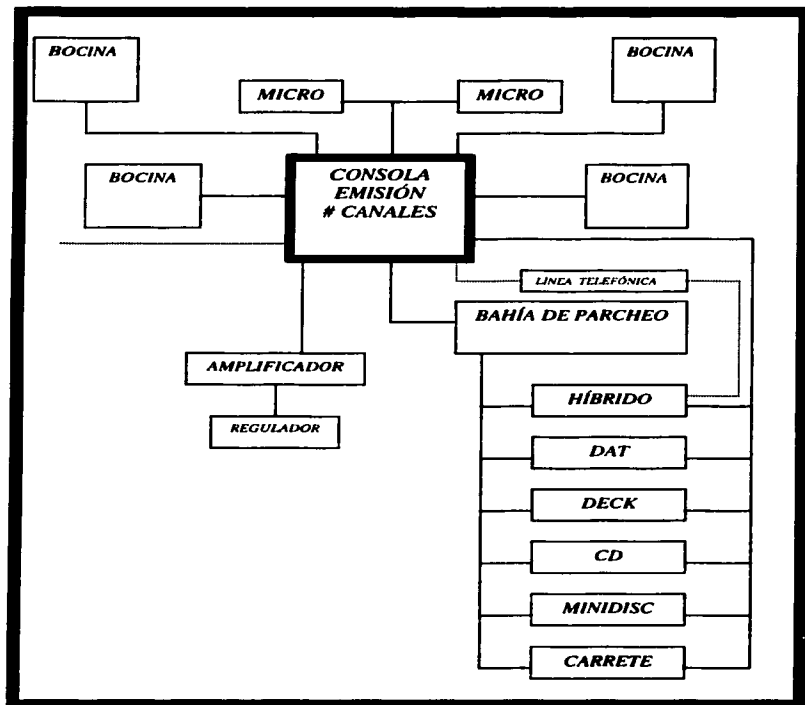 BOCINA
BOCINA
MICRO
MICRO
BOCINA
CONSOLA
EMISIÓN
# CANALES
BOCINA
LÍNEA TELEFÓNICA
BAHÍA DE PARCHEO
AMPLIFICADOR
REGULADOR
HÍBRIDO
DAT
DECK
CD
MINIDISC
CARRETE